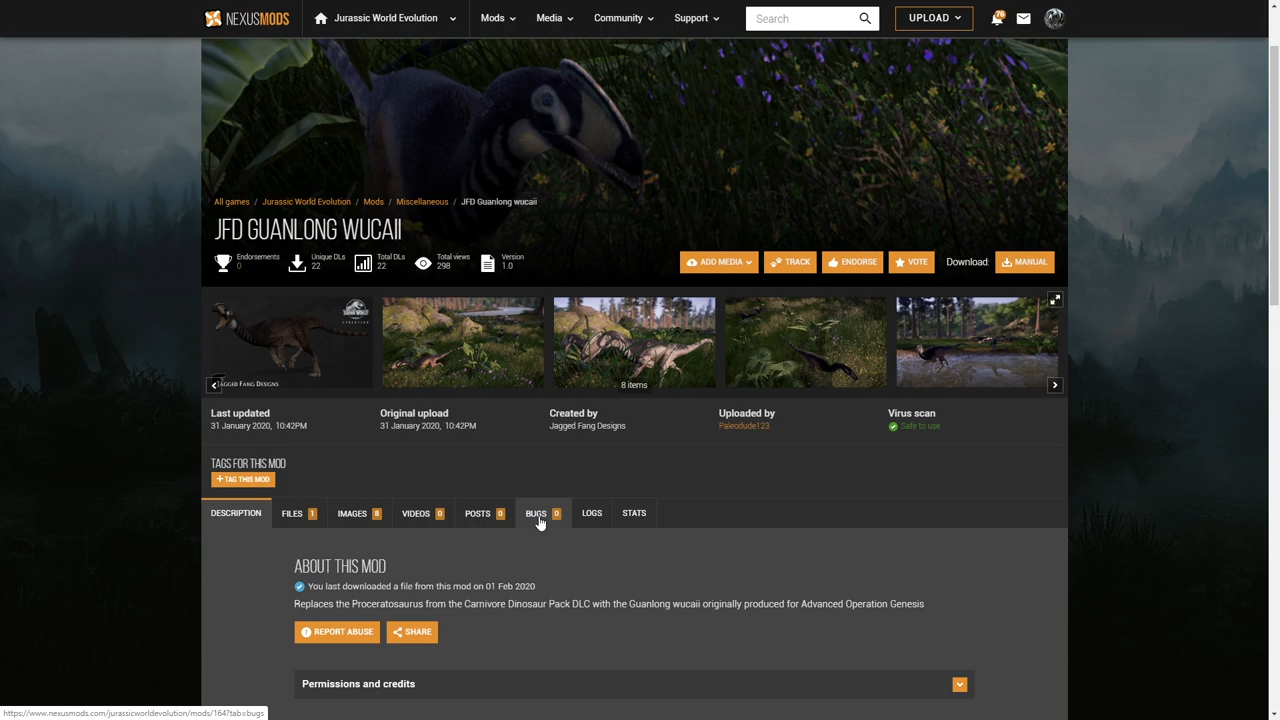 NEXUSMODS Jurassic World Evolution Mods Media Community Support Search UPLOAD 76
All games / Jurassic World Evolution / Mods / Miscellaneous / JFD Guanlong wucaii
JFD GUANLONG WUCAII
Endorsements 0 Unique DLs 22 Total DLs 22 Total views 298 Version 1.0
ADD MEDIA TRACK ENDORSE VOTE Download: MANUAL
JAGGED FANG DESIGNS
8 items
Last updated Original upload Created by Uploaded by Virus scan
31 January 2020, 10:42PM 31 January 2020, 10:42PM Jagged Fang Designs Paleodude123 Safe to use
TAGS FOR THIS MOD
+ TAG THIS MOD
DESCRIPTION FILES 1 IMAGES 8 VIDEOS 0 POSTS 0 BUGS 0 LOGS STATS
ABOUT THIS MOD
You last downloaded a file from this mod on 01 Feb 2020
Replaces the Proceratosaurus from the Carnivore Dinosaur Pack DLC with the Guanlong wucaii originally produced for Advanced Operation Genesis
REPORT ABUSE SHARE
Permissions and credits
https://www.nexusmods.com/jurassicworldevolution/mods/164?tab=bugs